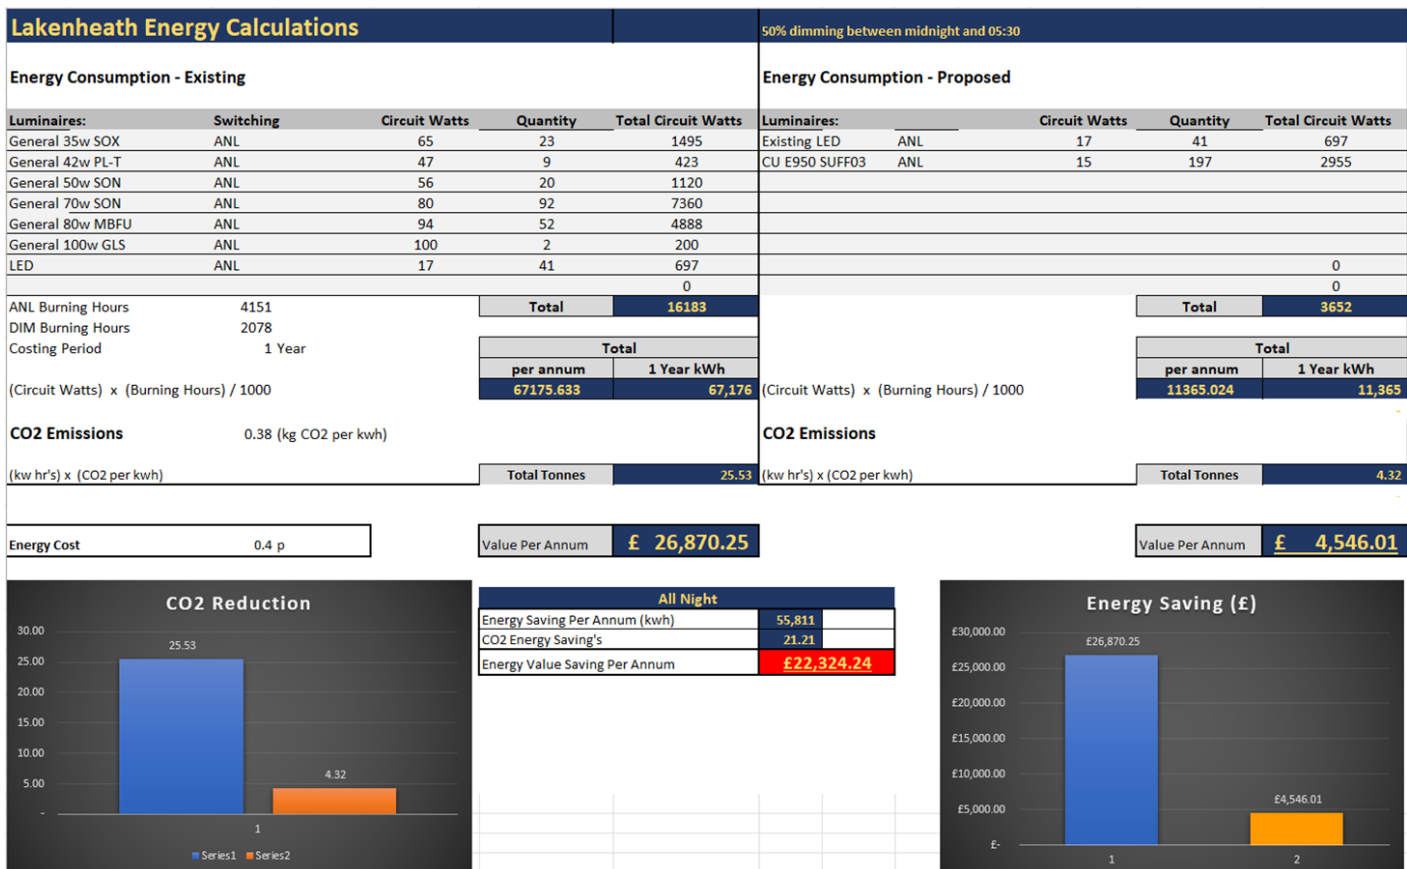 Lakenheath Energy Calculations
50% dimming between midnight and 05:30
Energy Consumption - Existing
Energy Consumption - Proposed
Luminaires: Switching Circuit Watts Quantity Total Circuit Watts Luminaires: Circuit Watts Quantity Total Circuit Watts
General 35w SOX ANL 65 23 1495 Existing LED ANL 17 41 697
General 42w PL-T ANL 47 9 423 CU E950 SUFF03 ANL 15 197 2955
General 50w SON ANL 56 20 1120
General 70w SON ANL 80 92 7360
General 80w MBFU ANL 94 52 4888
General 100w GLS ANL 100 2 200
LED ANL 17 41 697 0
0 0
ANL Burning Hours 4151 Total 16183 Total 3652
DIM Burning Hours 2078
Costing Period 1 Year Total Total
per annum 1 Year kWh per annum 1 Year kWh
(Circuit Watts) x (Burning Hours) / 1000 67175.633 67,176 (Circuit Watts) x (Burning Hours) / 1000 11365.024 11,365
-
CO2 Emissions 0.38 (kg CO2 per kwh) CO2 Emissions
(kw hr's) x (CO2 per kwh) Total Tonnes 25.53 (kw hr's) x (CO2 per kwh) Total Tonnes 4.32
-
Energy Cost 0.4 p Value Per Annum £ 26,870.25 Value Per Annum £ 4,546.01
CO2 Reduction
30.00
25.00
20.00
15.00
10.00
5.00
-
25.53
4.32
1
Series1 Series2
All Night
Energy Saving Per Annum (kwh) 55,811
CO2 Energy Saving's 21.21
Energy Value Saving Per Annum £22,324.24
Energy Saving (£)
£30,000.00
£25,000.00
£20,000.00
£15,000.00
£10,000.00
£5,000.00
£-
£26,870.25
£4,546.01
1 2